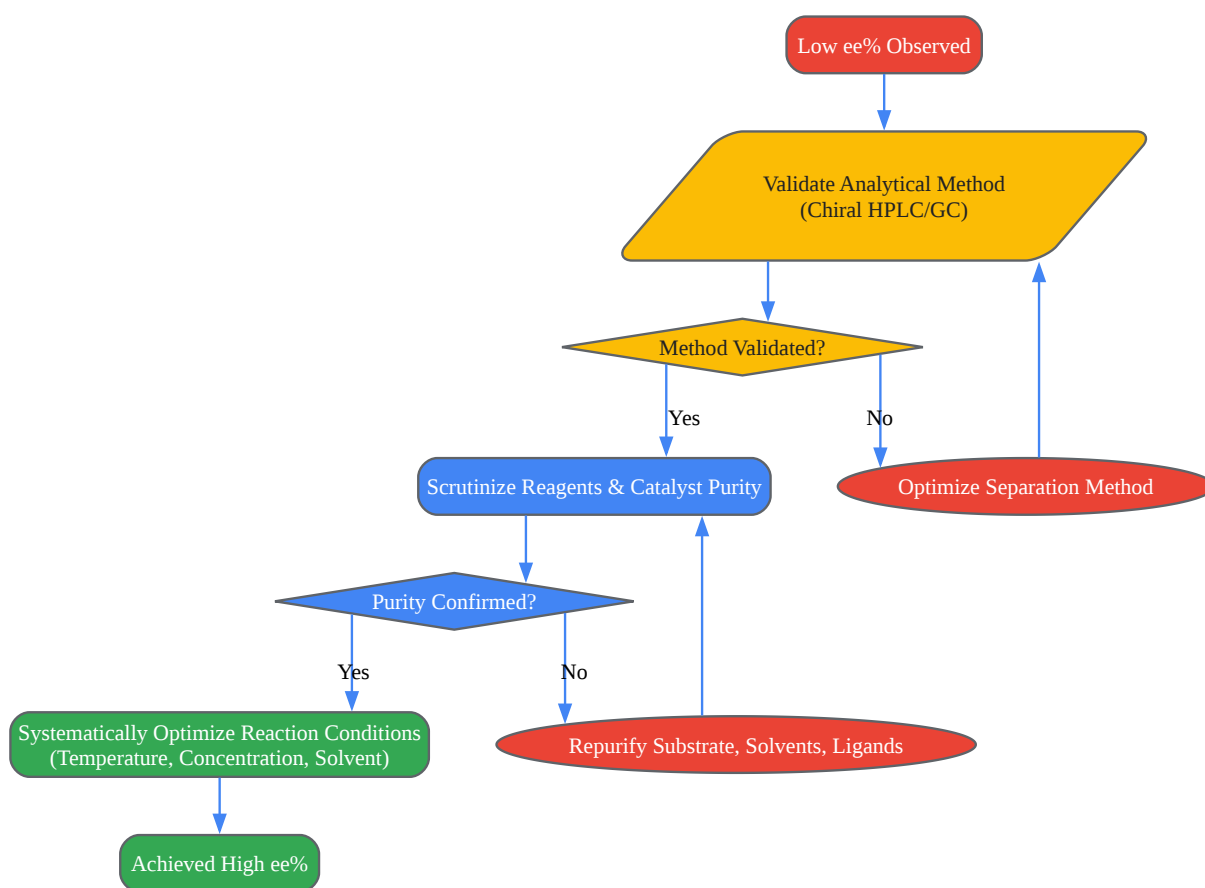 Low ee% Observed
Validate Analytical Method
(Chiral HPLC/GC)
Method Validated?
Yes
No
Scrutinize Reagents & Catalyst Purity
Optimize Separation Method
Purity Confirmed?
Yes
No
Systematically Optimize Reaction Conditions
(Temperature, Concentration, Solvent)
Repurify Substrate, Solvents, Ligands
Achieved High ee%